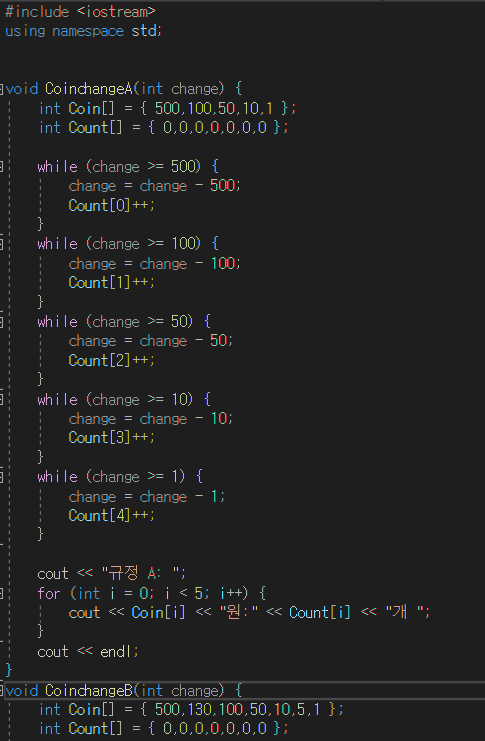 #include <iostream>
using namespace std;
void CoinchangeA(int change) {
int Coin[] = { 500,100,50,10,1 };
int Count[] = { 0,0,0,0,0,0,0 };
while (change >= 500) {
change = change - 500;
Count[0]++;
}
while (change >= 100) {
change = change - 100;
Count[1]++;
}
while (change >= 50) {
change = change - 50;
Count[2]++;
}
while (change >= 10) {
change = change - 10;
Count[3]++;
}
while (change >= 1) {
change = change - 1;
Count[4]++;
}
cout << "규정 A: ";
for (int i = 0; i < 5; i++) {
cout << Coin[i] << "원:" << Count[i] << "개 ";
}
cout << endl;
}
void CoinchangeB(int change) {
int Coin[] = { 500,130,100,50,10,5,1 };
int Count[] = { 0,0,0,0,0,0,0 };